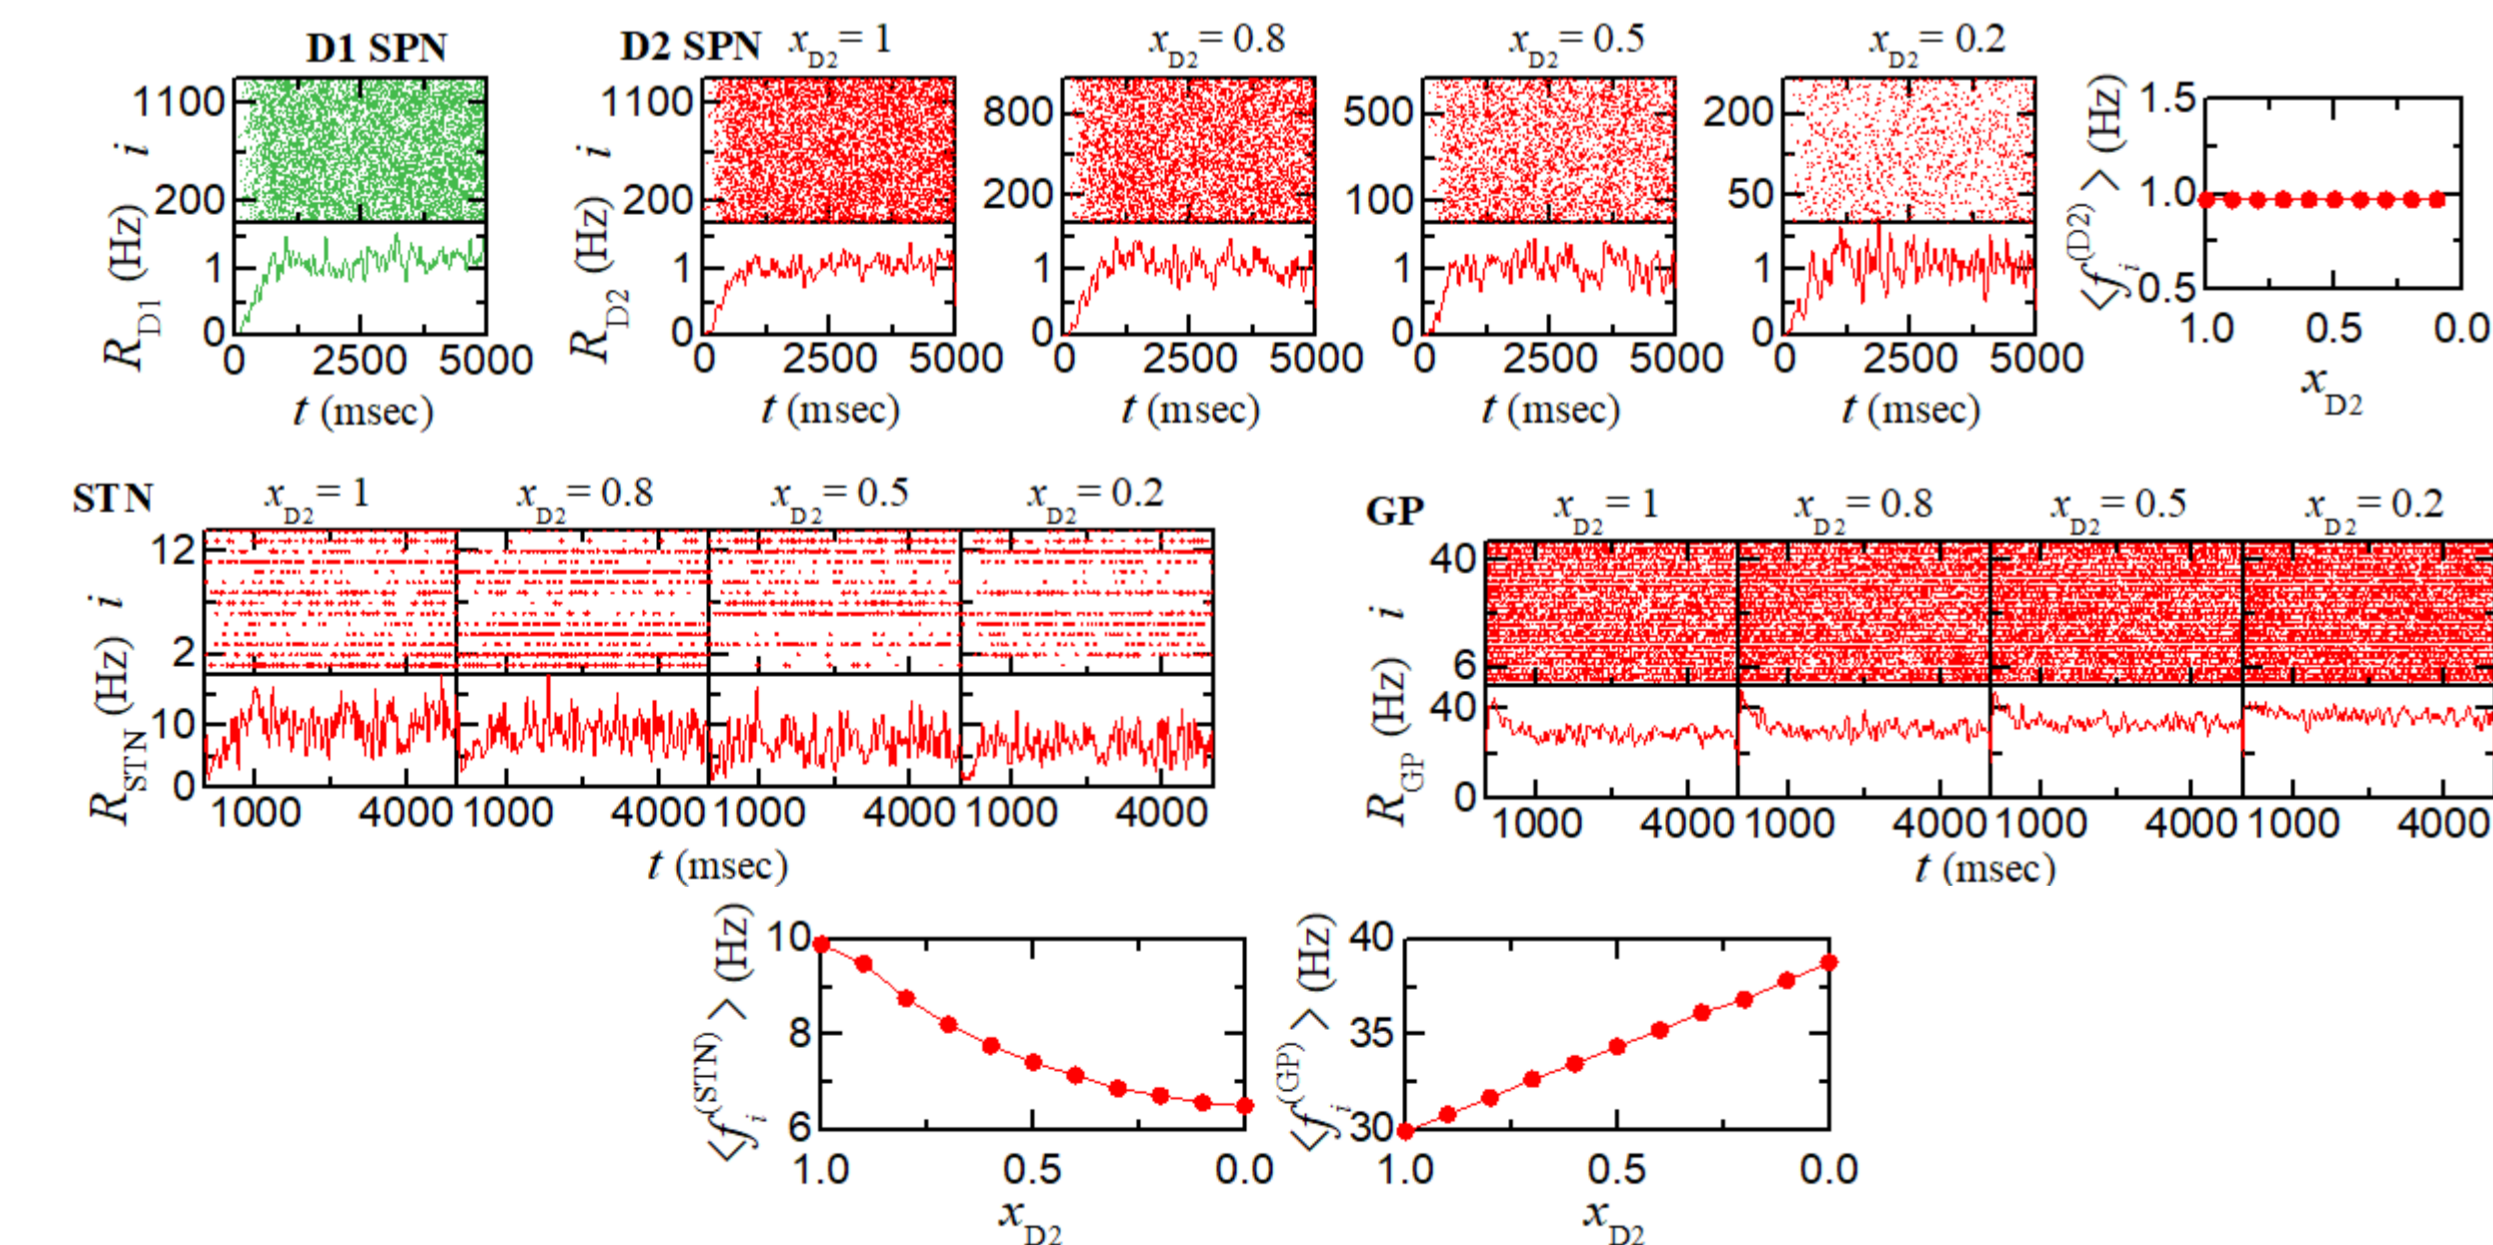 D1 SPN
D2 SPN x_D2 = 1
x_D2 = 0.8
x_D2 = 0.5
x_D2 = 0.2
R_D1 (Hz) i
1100
200
1
0
0 2500 5000
t (msec)
R_D2 (Hz) i
1100
200
1
0
0 2500 5000
t (msec)
800
200
1
0
0 2500 5000
t (msec)
500
100
1
0
0 2500 5000
t (msec)
200
50
1
0
0 2500 5000
t (msec)
<f_i^(D2)> (Hz)
1.5
1.0
0.5
1.0 0.5 0.0
x_D2
STN x_D2 = 1 x_D2 = 0.8 x_D2 = 0.5 x_D2 = 0.2
R_STN (Hz) i
12
2
10
0
1000 4000 1000 4000 1000 4000 1000 4000
t (msec)
GP x_D2 = 1 x_D2 = 0.8 x_D2 = 0.5 x_D2 = 0.2
R_GP (Hz) i
40
6
40
0
1000 4000 1000 4000 1000 4000 1000 4000
t (msec)
<f_i^(STN)> (Hz)
10
8
6
1.0 0.5 0.0
x_D2
<f_i^(GP)> (Hz)
40
35
30
1.0 0.5 0.0
x_D2